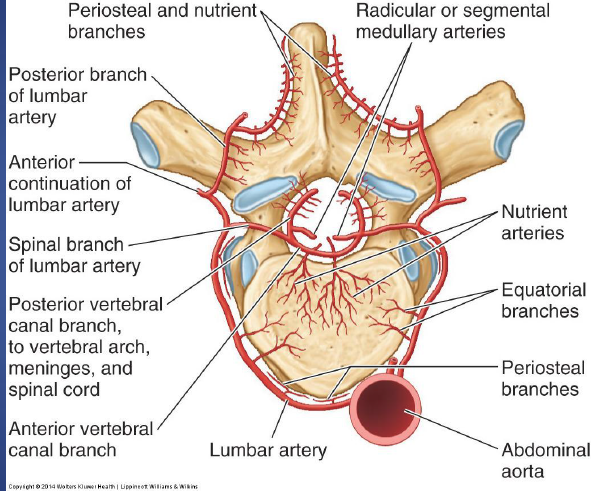 Periosteal and nutrient
branches
Radicular or segmental
medullary arteries
Posterior branch
of lumbar
artery
Anterior
continuation of
lumbar artery
Spinal branch
of lumbar artery
Posterior vertebral
canal branch,
to vertebral arch,
meninges, and
spinal cord
Anterior vertebral
canal branch
Lumbar artery
Nutrient
arteries
Equatorial
branches
Periosteal
branches
Abdominal
aorta
Copyright © 2014 Wolters Kluwer Health | Lippincott Williams & Wilkins